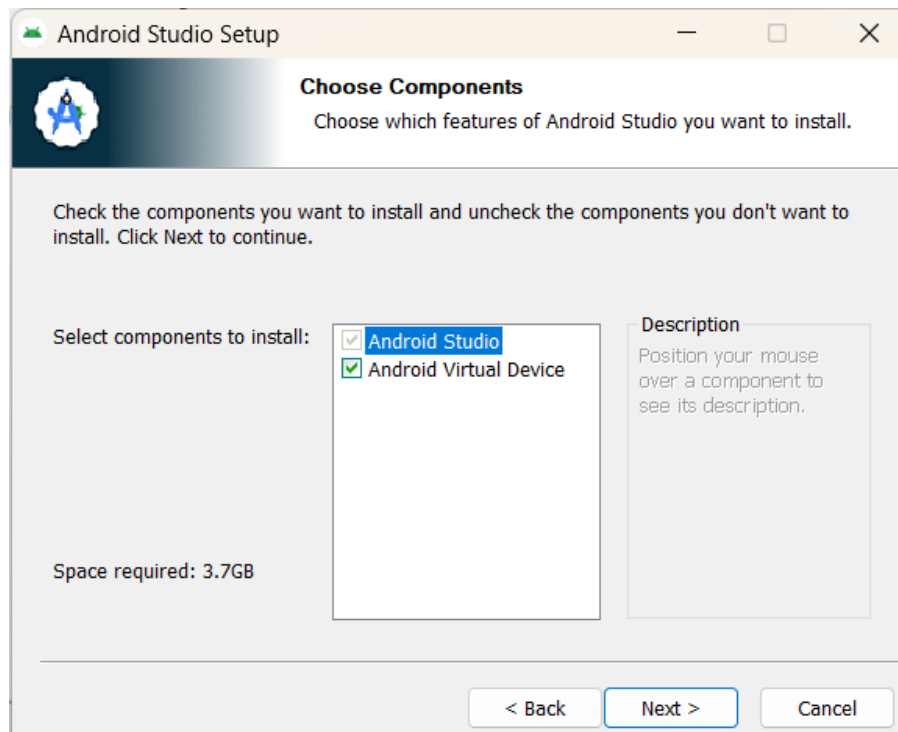 Android Studio Setup
Choose Components
Choose which features of Android Studio you want to install.
Check the components you want to install and uncheck the components you don't want to
install. Click Next to continue.
Select components to install:
Android Studio
Android Virtual Device
Description
Position your mouse
over a component to
see its description.
Space required: 3.7GB
< Back
Next >
Cancel